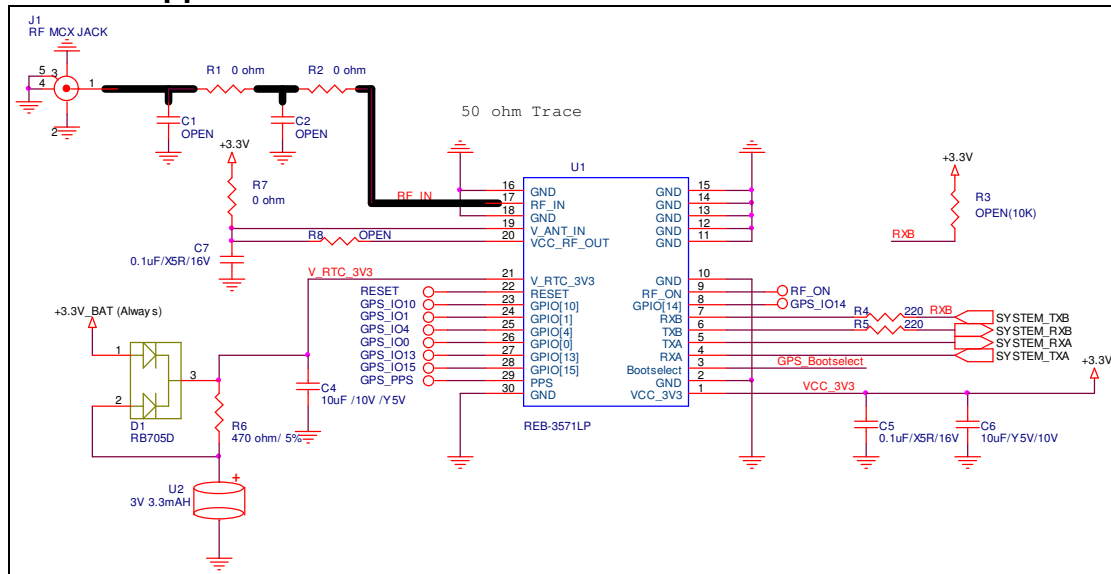 J1
RF MCX JACK
5
3
4
1
2
R1 0 ohm
R2 0 ohm
C1
OPEN
C2
OPEN
50 ohm Trace
+3.3V
R7
0 ohm
RF_IN
R8 OPEN
C7
0.1uF/X5R/16V
V_RTC_3V3
+3.3V_BAT (Always)
1
2
3
D1
RB705D
R6
470 ohm/ 5%
C4
10uF /10V /Y5V
U2
+
3V 3.3mAH
RESET
GPS_IO10
GPS_IO1
GPS_IO4
GPS_IO0
GPS_IO13
GPS_IO15
GPS_PPS
U1
16 GND
17 RF_IN
18 GND
19 V_ANT_IN
20 VCC_RF_OUT
21 V_RTC_3V3
22 RESET
23 GPIO[10]
24 GPIO[1]
25 GPIO[4]
26 GPIO[0]
27 GPIO[13]
28 GPIO[15]
29 PPS
30 GND
GND 15
GND 14
GND 13
GND 12
GND 11
GND 10
RF_ON 9
GPIO[14] 8
RXB 7
TXB 6
TXA 5
RXA 4
Bootselect 3
GND 2
VCC_3V3 1
REB-3571LP
+3.3V
R3
OPEN(10K)
RXB
RF_ON
GPS_IO14
R4 220 RXB
R5 220
SYSTEM_TXB
SYSTEM_RXB
SYSTEM_RXA
SYSTEM_TXA
GPS_Bootselect
+3.3V
VCC_3V3
C5
0.1uF/X5R/16V
C6
10uF/Y5V/10V